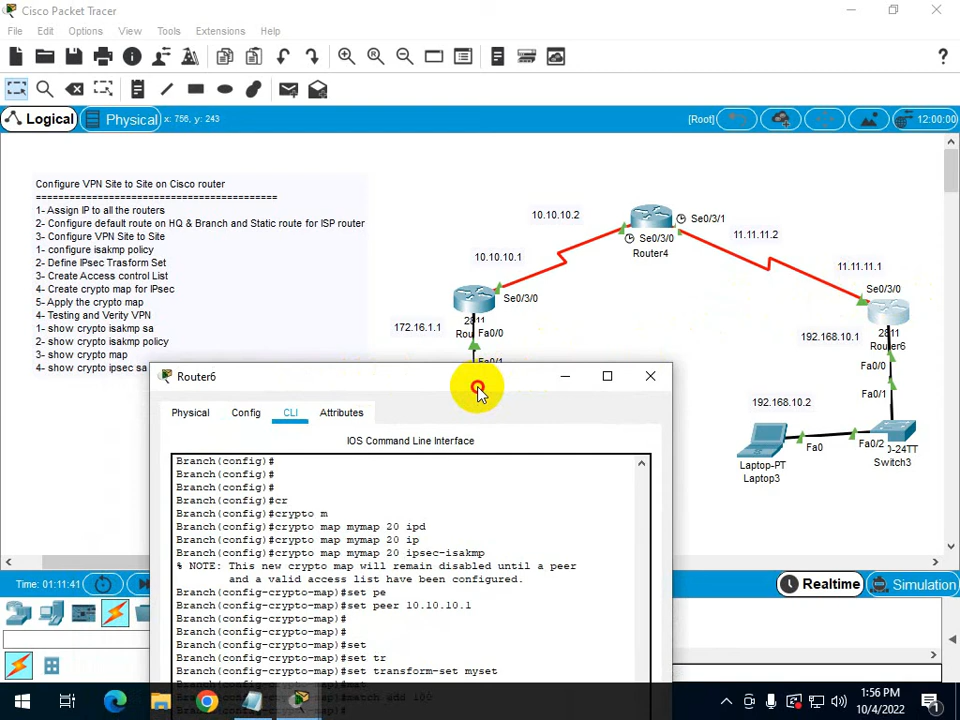 Cisco Packet Tracer
File Edit Options View Tools Extensions Help
Logical Physical x: 756, y: 243 [Root] 12:00:00
Configure VPN Site to Site on Cisco router
==========================================
1- Assign IP to all the routers
2- Configure default route on HQ & Branch and Static route for ISP router
3- Configure VPN Site to Site
1- configure isakmp policy
2- Define IPsec Trasform Set
3- Create Access control List
4- Create crypto map for IPsec
5- Apply the crypto map
4- Testing and Verity VPN
1- show crypto isakmp sa
2- show crypto isakmp policy
3- show crypto map
4- show crypto ipsec sa
10.10.10.2
Se0/3/1
Se0/3/0
Router4
11.11.11.2
10.10.10.1
11.11.11.1
Se0/3/0
Se0/3/0
172.16.1.1
2811
Rou
Fa0/0
Fa0/1
192.168.10.1
2811
Router6
Fa0/0
Fa0/1
192.168.10.2
Fa0
Fa0/2
0-24TT
Switch3
Laptop-PT
Laptop3
Router6
Physical Config CLI Attributes
IOS Command Line Interface
Branch(config)#
Branch(config)#
Branch(config)#
Branch(config)#cr
Branch(config)#crypto m
Branch(config)#crypto map mymap 20 ipd
Branch(config)#crypto map mymap 20 ip
Branch(config)#crypto map mymap 20 ipsec-isakmp
% NOTE: This new crypto map will remain disabled until a peer
and a valid access list have been configured.
Branch(config-crypto-map)#set pe
Branch(config-crypto-map)#set peer 10.10.10.1
Branch(config-crypto-map)#
Branch(config-crypto-map)#
Branch(config-crypto-map)#set
Branch(config-crypto-map)#set tr
Branch(config-crypto-map)#set transform-set myset
Time: 01:11:41
Realtime Simulation
1:56 PM
10/4/2022
1